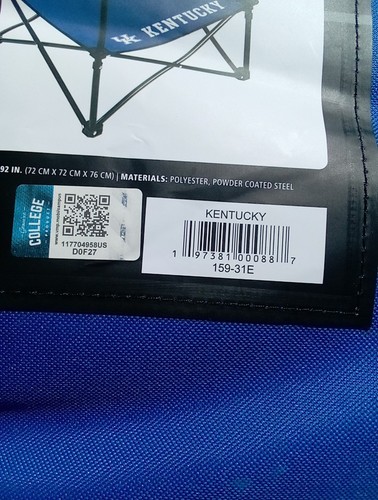 UK KENTUCKY
92 IN. (72 CM X 72 CM X 76 CM) | MATERIALS: POLYESTER, POWDER COATED STEEL
COLLEGE
117704958US
D0F27
KENTUCKY
1 97381 00088 7
159-31E